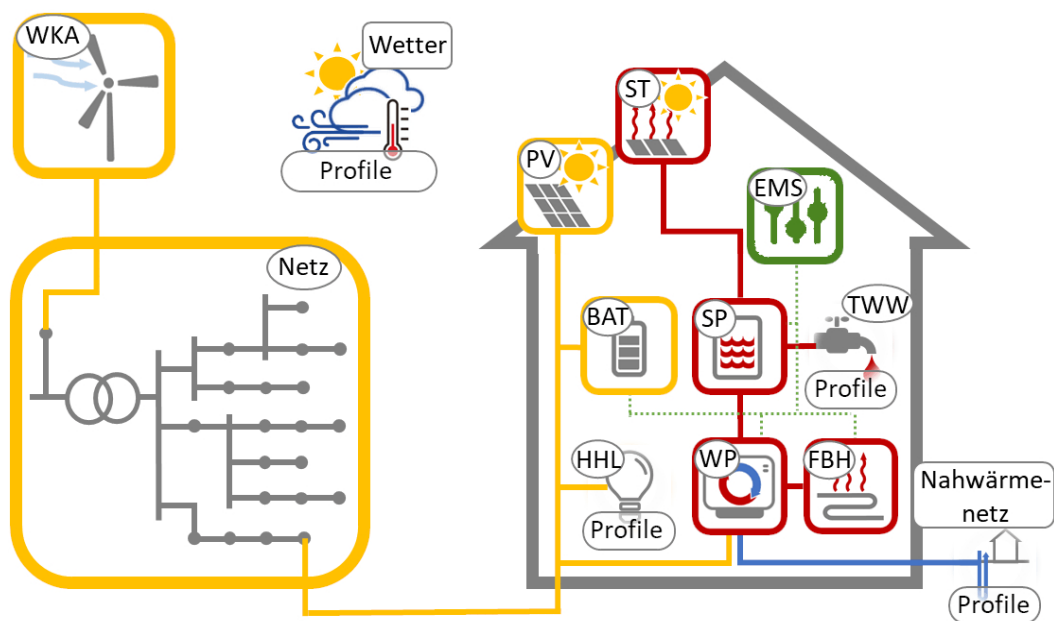 WKA
Wetter
Profile
ST
PV
EMS
Netz
BAT
SP
TWW
Profile
HHL
WP
FBH
Profile
Nahwärme-
netz
Profile